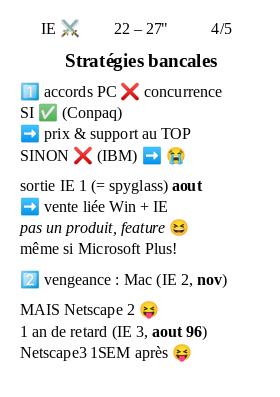 IE ⚔️ 22 – 27" 4/5
Stratégies bancales
1️⃣ accords PC ❌ concurrence
SI ✅ (Conpaq)
➡️ prix & support au TOP
SINON ❌ (IBM) ➡️ 😭
sortie IE 1 (= spyglass) aout
➡️ vente liée Win + IE
pas un produit, feature 😆
même si Microsoft Plus!
2️⃣ vengeance : Mac (IE 2, nov)
MAIS Netscape 2 😝
1 an de retard (IE 3, aout 96)
Netscape3 1SEM après 😝